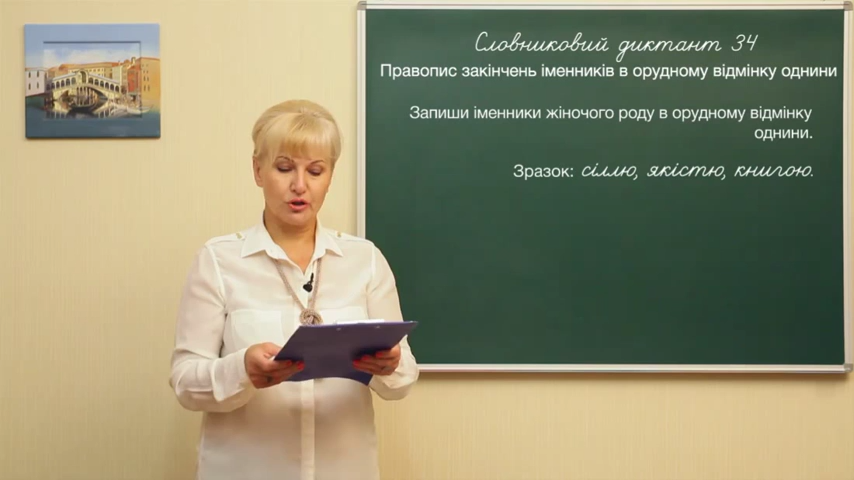 Словниковий диктант 34
Правопис закінчень іменників в орудному відмінку однини
Запиши іменники жіночого роду в орудному відмінку
однини.
Зразок: сіллю, якістю, книгою.